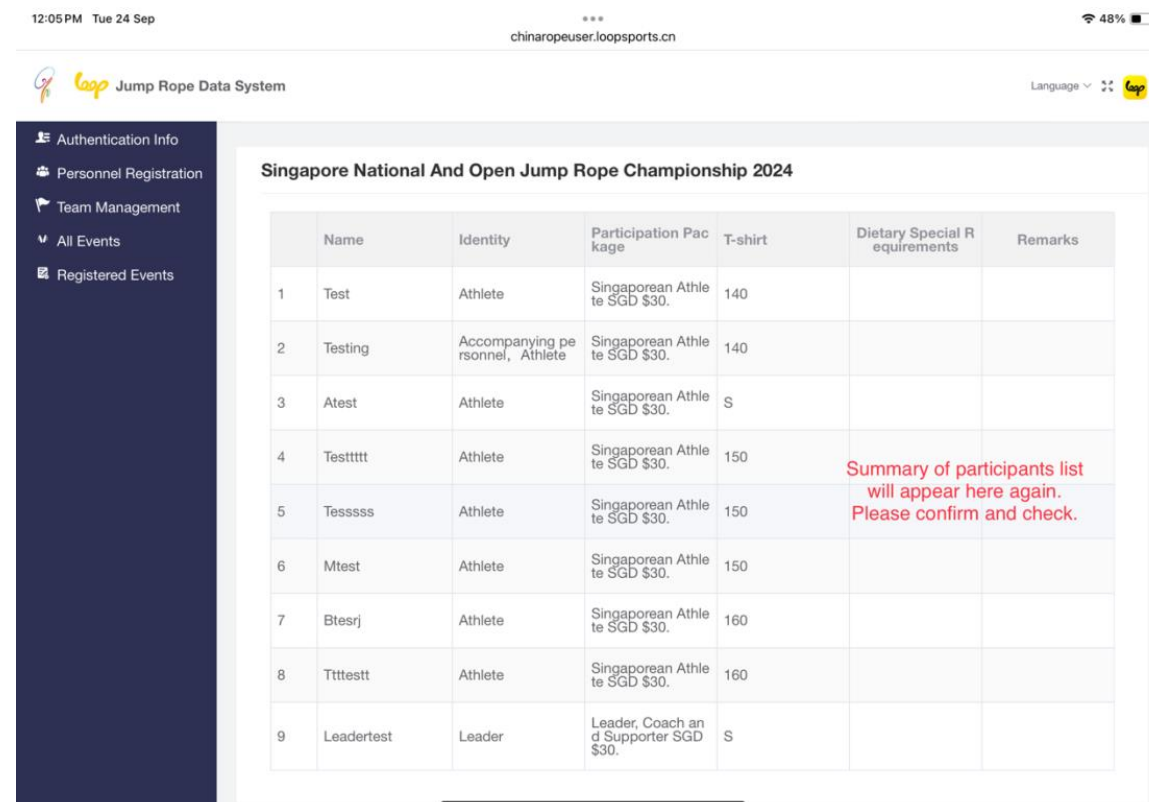 12:05 PM Tue 24 Sep
48%
chinaropeuser.loopsports.cn
loop Jump Rope Data System
Language
loop
Authentication Info
Personnel Registration
Team Management
All Events
Registered Events
Singapore National And Open Jump Rope Championship 2024
Name
Identity
Participation Pac
kage
T-shirt
Dietary Special R
equirements
Remarks
1
Test
Athlete
Singaporean Athle
te SGD $30.
140
2
Testing
Accompanying pe
rsonnel, Athlete
Singaporean Athle
te SGD $30.
140
3
Atest
Athlete
Singaporean Athle
te SGD $30.
S
4
Testtttt
Athlete
Singaporean Athle
te SGD $30.
150
5
Tesssss
Athlete
Singaporean Athle
te SGD $30.
150
Summary of participants list
will appear here again.
Please confirm and check.
6
Mtest
Athlete
Singaporean Athle
te SGD $30.
150
7
Btesrj
Athlete
Singaporean Athle
te SGD $30.
160
8
Ttttestt
Athlete
Singaporean Athle
te SGD $30.
160
9
Leadertest
Leader
Leader, Coach an
d Supporter SGD
$30.
S